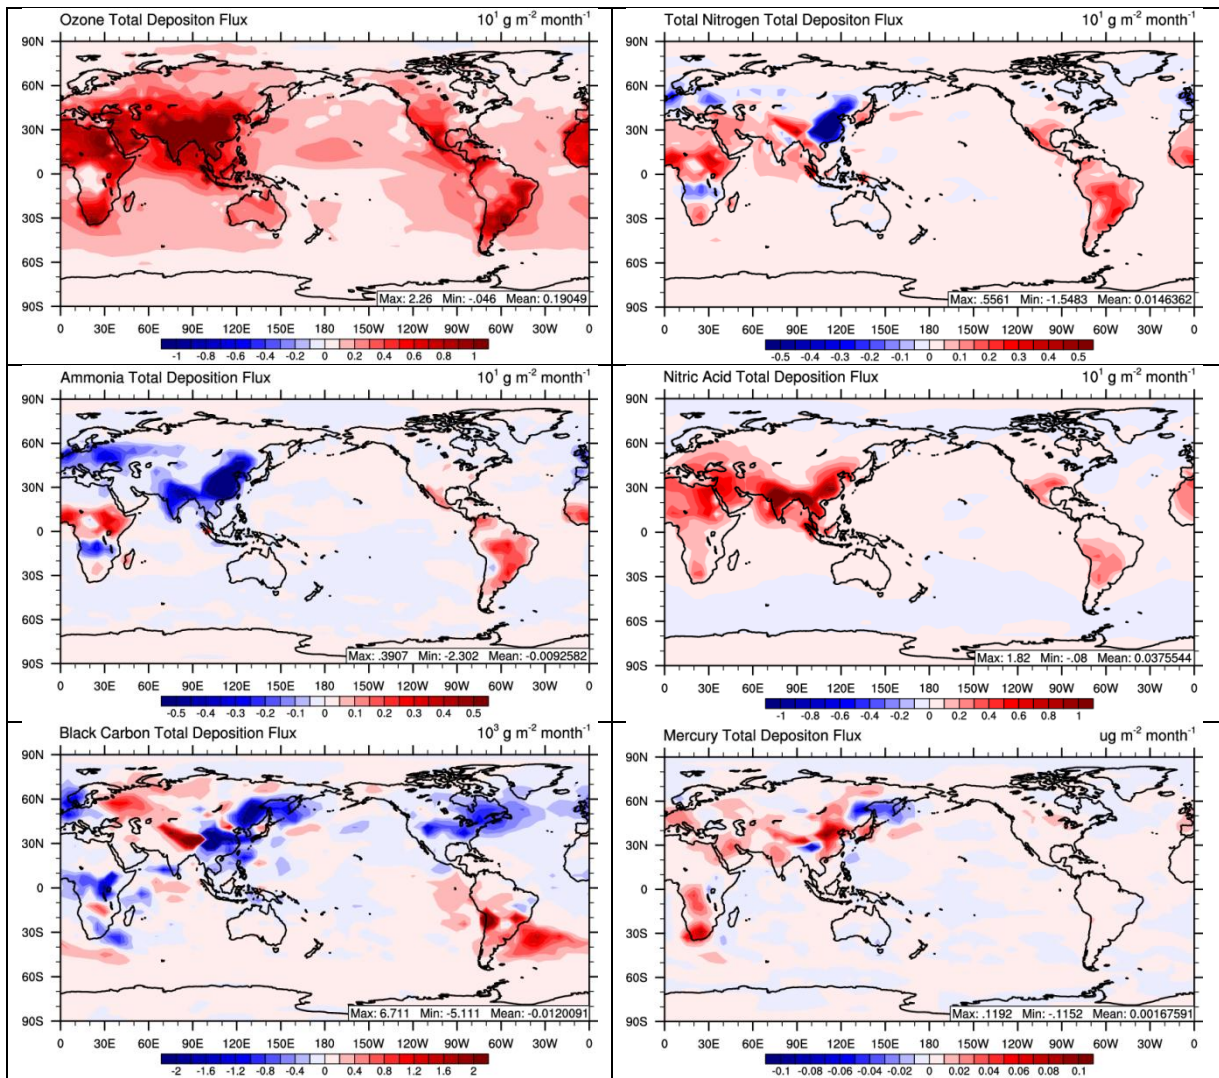 Ozone Total Depositon Flux 10¹ g m⁻² month⁻¹
90N
60N
30N
0
30S
60S
90S
Max: 2.26 Min: -.046 Mean: 0.19049
0 30E 60E 90E 120E 150E 180 150W 120W 90W 60W 30W 0
-1 -0.8 -0.6 -0.4 -0.2 0 0.2 0.4 0.6 0.8 1
Total Nitrogen Total Depositon Flux 10¹ g m⁻² month⁻¹
90N
60N
30N
0
30S
60S
90S
Max: .5561 Min: -1.5483 Mean: 0.0146362
0 30E 60E 90E 120E 150E 180 150W 120W 90W 60W 30W 0
-0.5 -0.4 -0.3 -0.2 -0.1 0 0.1 0.2 0.3 0.4 0.5
Ammonia Total Deposition Flux 10¹ g m⁻² month⁻¹
90N
60N
30N
0
30S
60S
90S
Max: .3907 Min: -2.302 Mean: -0.0092582
0 30E 60E 90E 120E 150E 180 150W 120W 90W 60W 30W 0
-0.5 -0.4 -0.3 -0.2 -0.1 0 0.1 0.2 0.3 0.4 0.5
Nitric Acid Total Deposition Flux 10¹ g m⁻² month⁻¹
90N
60N
30N
0
30S
60S
90S
Max: 1.82 Min: -.08 Mean: 0.0375544
0 30E 60E 90E 120E 150E 180 150W 120W 90W 60W 30W 0
-1 -0.8 -0.6 -0.4 -0.2 0 0.2 0.4 0.6 0.8 1
Black Carbon Total Deposition Flux 10³ g m⁻² month⁻¹
90N
60N
30N
0
30S
60S
90S
Max: 6.711 Min: -5.111 Mean: -0.0120091
0 30E 60E 90E 120E 150E 180 150W 120W 90W 60W 30W 0
-2 -1.6 -1.2 -0.8 -0.4 0 0.4 0.8 1.2 1.6 2
Mercury Total Depositon Flux ug m⁻² month⁻¹
90N
60N
30N
0
30S
60S
90S
Max: .1192 Min: -.1152 Mean: 0.00167591
0 30E 60E 90E 120E 150E 180 150W 120W 90W 60W 30W 0
-0.1 -0.08 -0.06 -0.04 -0.02 0 0.02 0.04 0.06 0.08 0.1